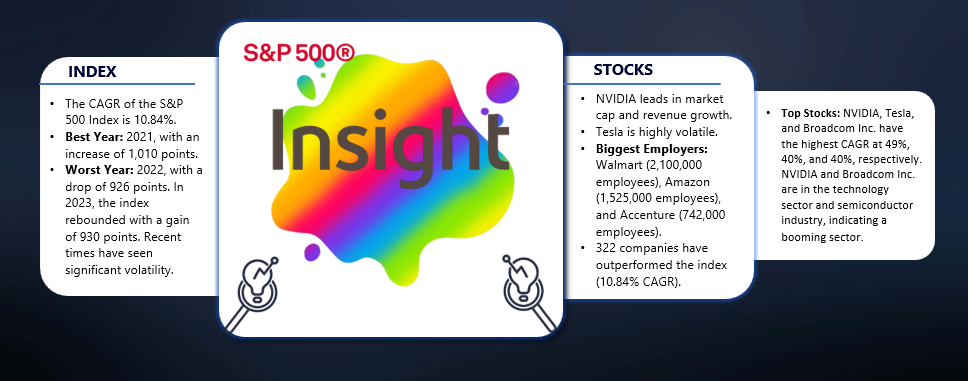 INDEX
• The CAGR of the S&P
500 Index is 10.84%.
• Best Year: 2021, with an
increase of 1,010 points.
• Worst Year: 2022, with a
drop of 926 points. In
2023, the index
rebounded with a gain
of 930 points. Recent
times have seen
significant volatility.
S&P 500®
Insight
STOCKS
• NVIDIA leads in market
cap and revenue growth.
• Tesla is highly volatile.
• Biggest Employers:
Walmart (2,100,000
employees), Amazon
(1,525,000 employees),
and Accenture (742,000
employees).
• 322 companies have
outperformed the index
(10.84% CAGR).
• Top Stocks: NVIDIA, Tesla,
and Broadcom Inc. have
the highest CAGR at 49%,
40%, and 40%, respectively.
NVIDIA and Broadcom Inc.
are in the technology
sector and semiconductor
industry, indicating a
booming sector.